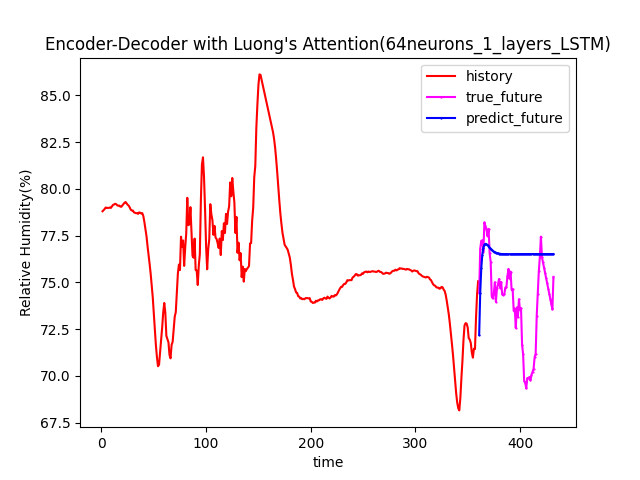 Encoder-Decoder with Luong's Attention(64neurons_1_layers_LSTM)
history
true_future
predict_future
85.0
82.5
80.0
77.5
75.0
72.5
70.0
67.5
Relative Humidity(%)
0 100 200 300 400
time